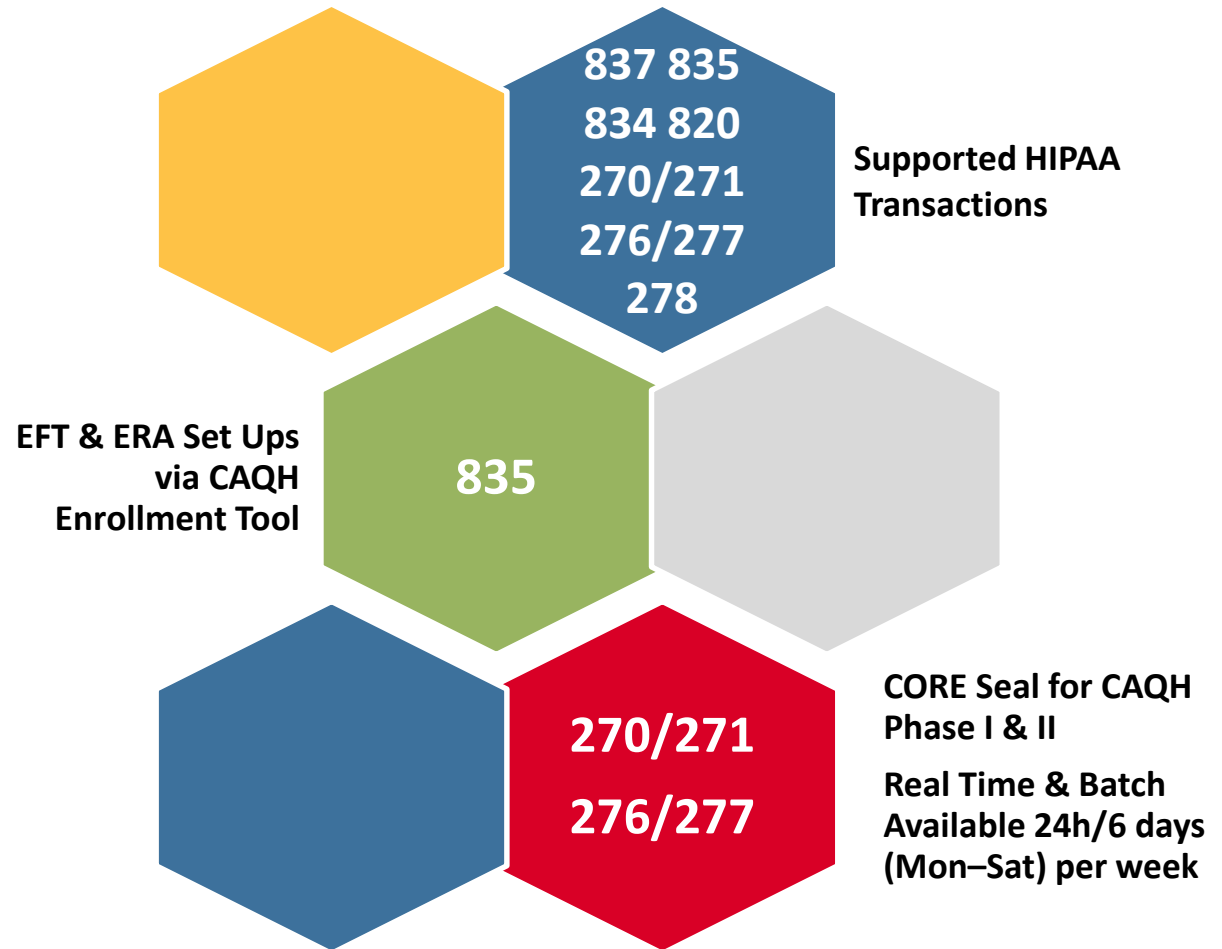 837 835
834 820
270/271
276/277
278
Supported HIPAA
Transactions
EFT & ERA Set Ups
via CAQH
Enrollment Tool
835
270/271
276/277
CORE Seal for CAQH
Phase I & II
Real Time & Batch
Available 24h/6 days
(Mon–Sat) per week